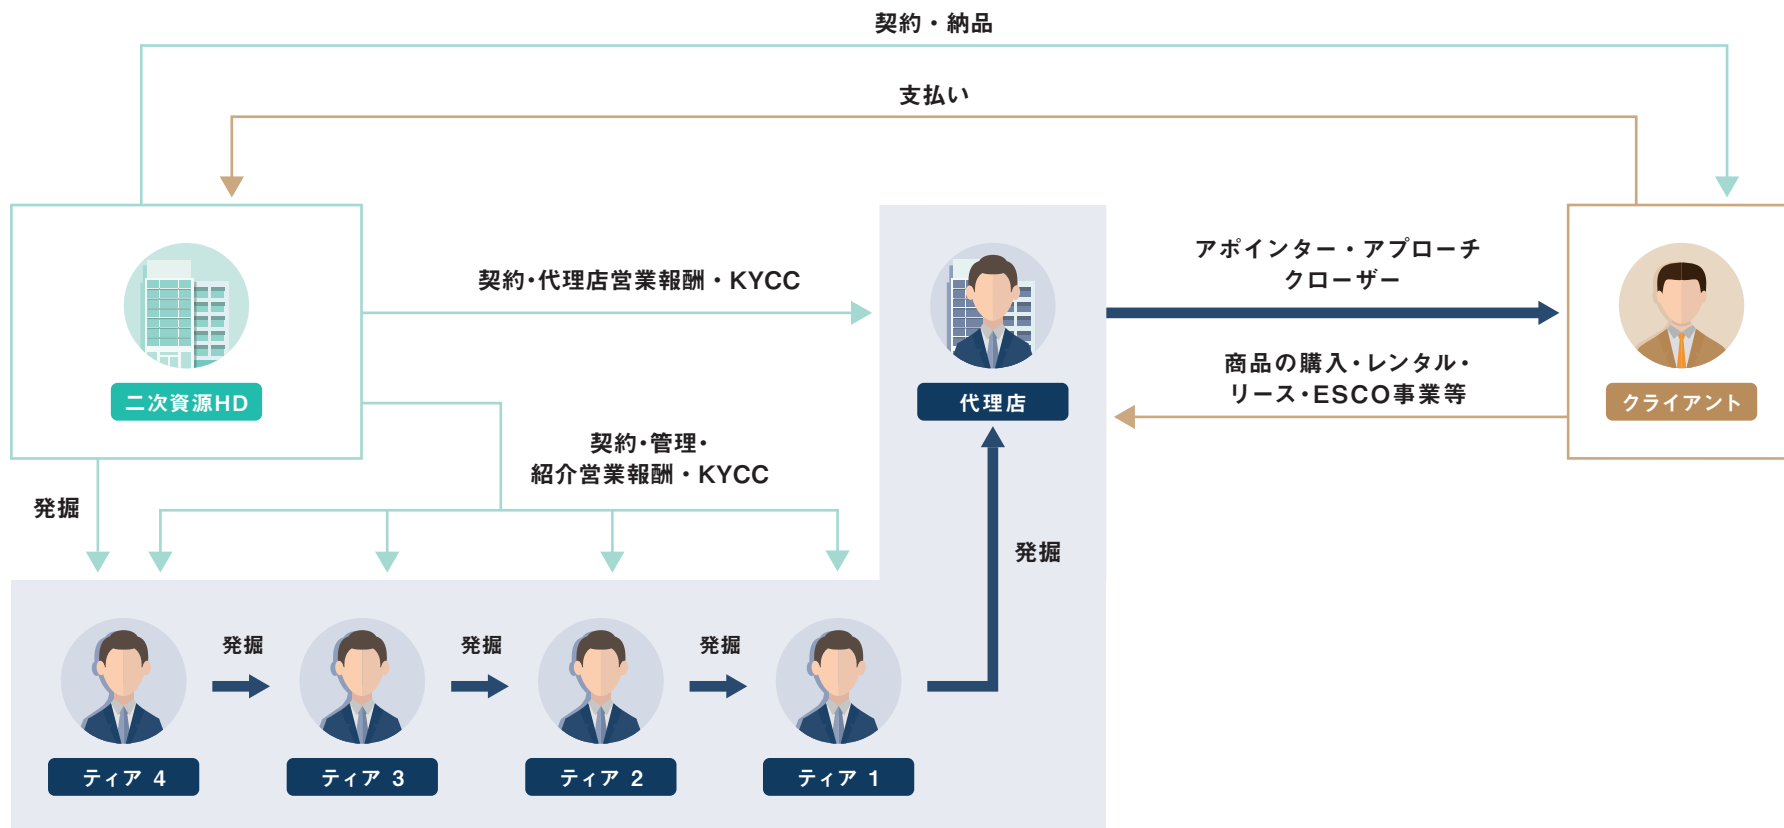 契約・納品
支払い
契約・代理店営業報酬・KYCC
アポインター・アプローチ
クローザー
商品の購入・レンタル・
リース・ESCO事業等
二次資源HD
代理店
クライアント
契約・管理・
紹介営業報酬・KYCC
発掘
発掘
発掘
発掘
発掘
ティア 4
ティア 3
ティア 2
ティア 1